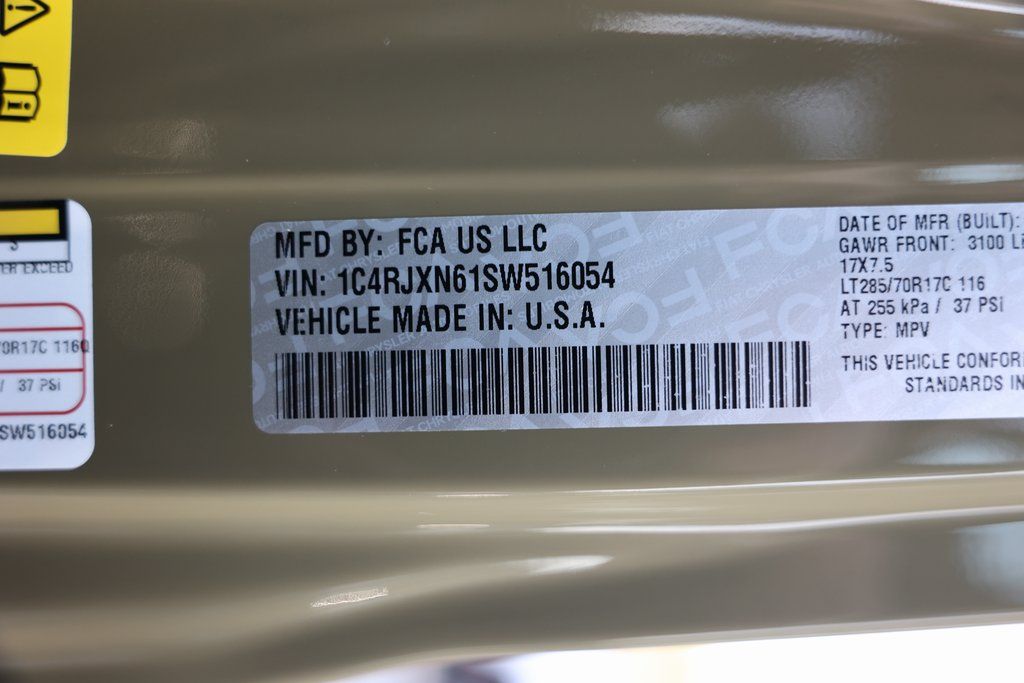 3
ER EXCEED
70R17C 116Q
/ 37 PSi
SW516054
MFD BY: FCA US LLC
VIN: 1C4RJXN61SW516054
VEHICLE MADE IN: U.S.A.
DATE OF MFR (BUILT):
GAWR FRONT: 3100 LB
17X7.5
LT285/70R17C 116
AT 255 kPa / 37 PSI
TYPE: MPV
THIS VEHICLE CONFOR
STANDARDS IN